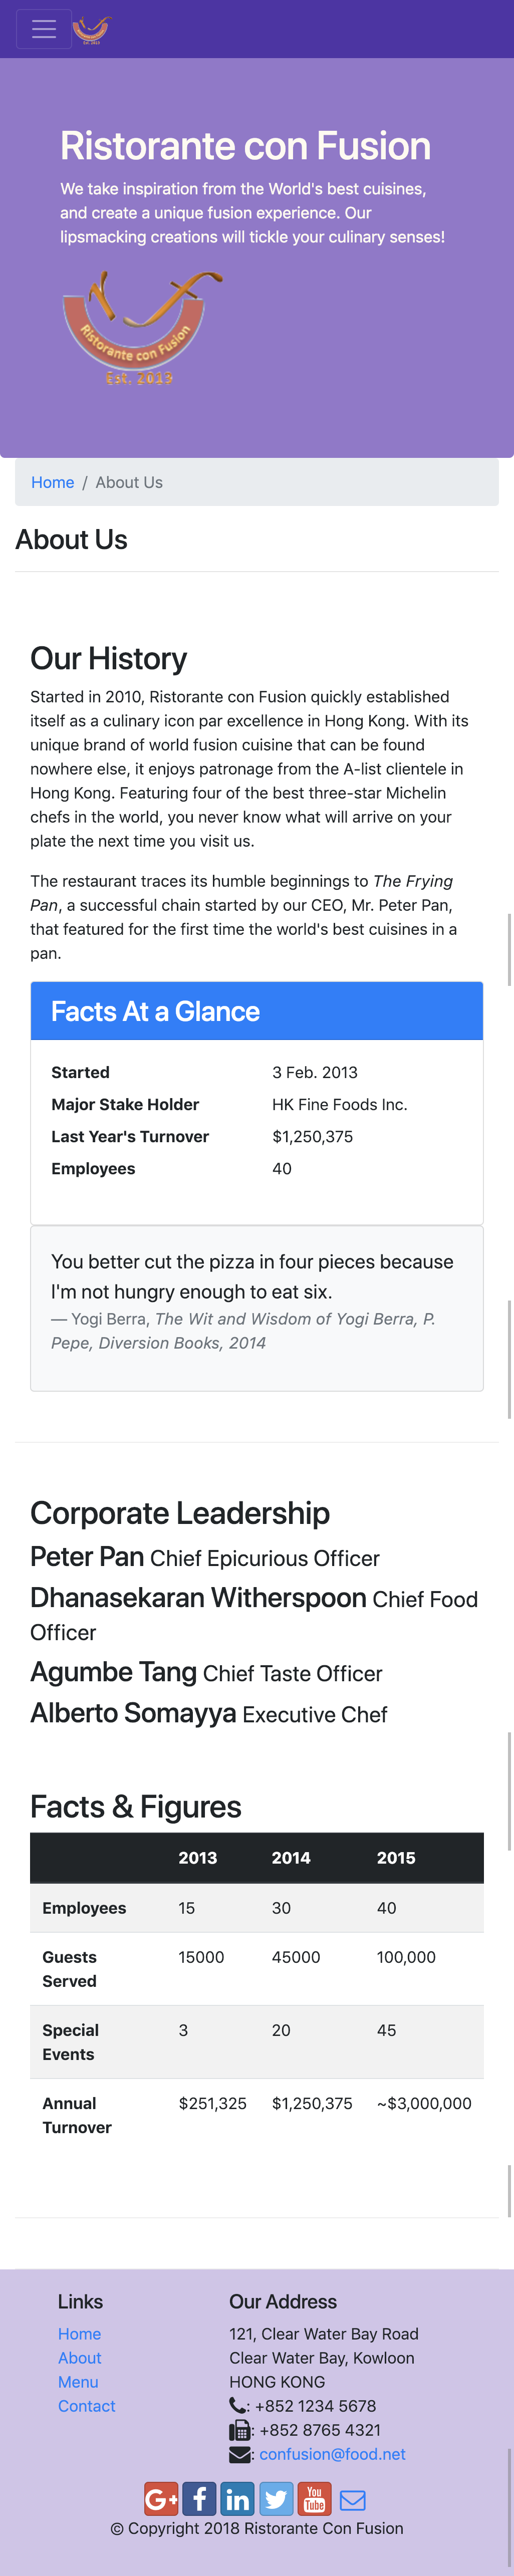 Ristorante con Fusion
We take inspiration from the World's best cuisines,
and create a unique fusion experience. Our
lipsmacking creations will tickle your culinary senses!
Ristorante con Fusion
Est. 2013
Home / About Us
About Us
Our History
Started in 2010, Ristorante con Fusion quickly established
itself as a culinary icon par excellence in Hong Kong. With its
unique brand of world fusion cuisine that can be found
nowhere else, it enjoys patronage from the A-list clientele in
Hong Kong. Featuring four of the best three-star Michelin
chefs in the world, you never know what will arrive on your
plate the next time you visit us.
The restaurant traces its humble beginnings to The Frying
Pan, a successful chain started by our CEO, Mr. Peter Pan,
that featured for the first time the world's best cuisines in a
pan.
Facts At a Glance
Started 3 Feb. 2013
Major Stake Holder HK Fine Foods Inc.
Last Year's Turnover $1,250,375
Employees 40
You better cut the pizza in four pieces because
I'm not hungry enough to eat six.
— Yogi Berra, The Wit and Wisdom of Yogi Berra, P.
Pepe, Diversion Books, 2014
Corporate Leadership
Peter Pan Chief Epicurious Officer
Dhanasekaran Witherspoon Chief Food
Officer
Agumbe Tang Chief Taste Officer
Alberto Somayya Executive Chef
Facts & Figures
2013 2014 2015
Employees 15 30 40
Guests 15000 45000 100,000
Served
Special 3 20 45
Events
Annual $251,325 $1,250,375 ~$3,000,000
Turnover
Links
Home
About
Menu
Contact
Our Address
121, Clear Water Bay Road
Clear Water Bay, Kowloon
HONG KONG
: +852 1234 5678
: +852 8765 4321
: confusion@food.net
G+ f in You Tube
© Copyright 2018 Ristorante Con Fusion